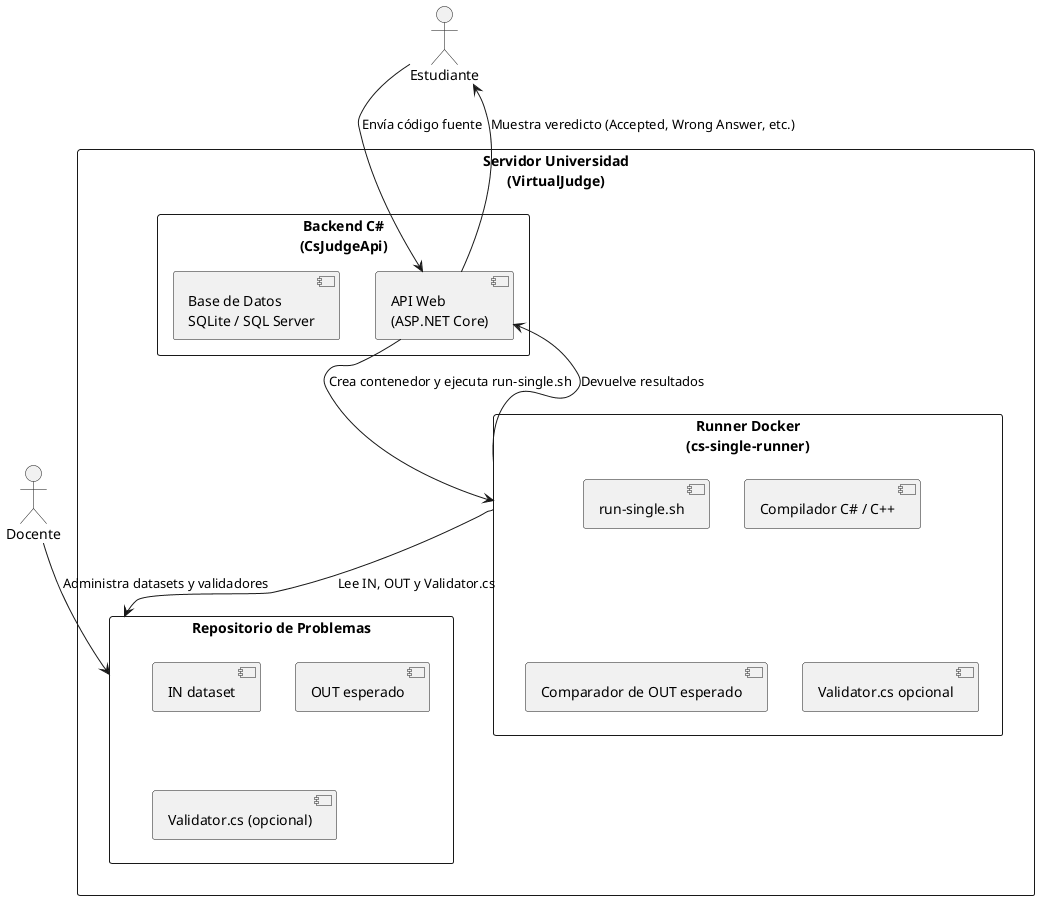 Estudiante
Envía código fuente
Muestra veredicto (Accepted, Wrong Answer, etc.)
Servidor Universidad
(VirtualJudge)
Backend C#
(CsJudgeApi)
Base de Datos
SQLite / SQL Server
API Web
(ASP.NET Core)
Crea contenedor y ejecuta run-single.sh
Devuelve resultados
Runner Docker
(cs-single-runner)
run-single.sh
Compilador C# / C++
Docente
Administra datasets y validadores
Lee IN, OUT y Validator.cs
Repositorio de Problemas
IN dataset
OUT esperado
Comparador de OUT esperado
Validator.cs opcional
Validator.cs (opcional)